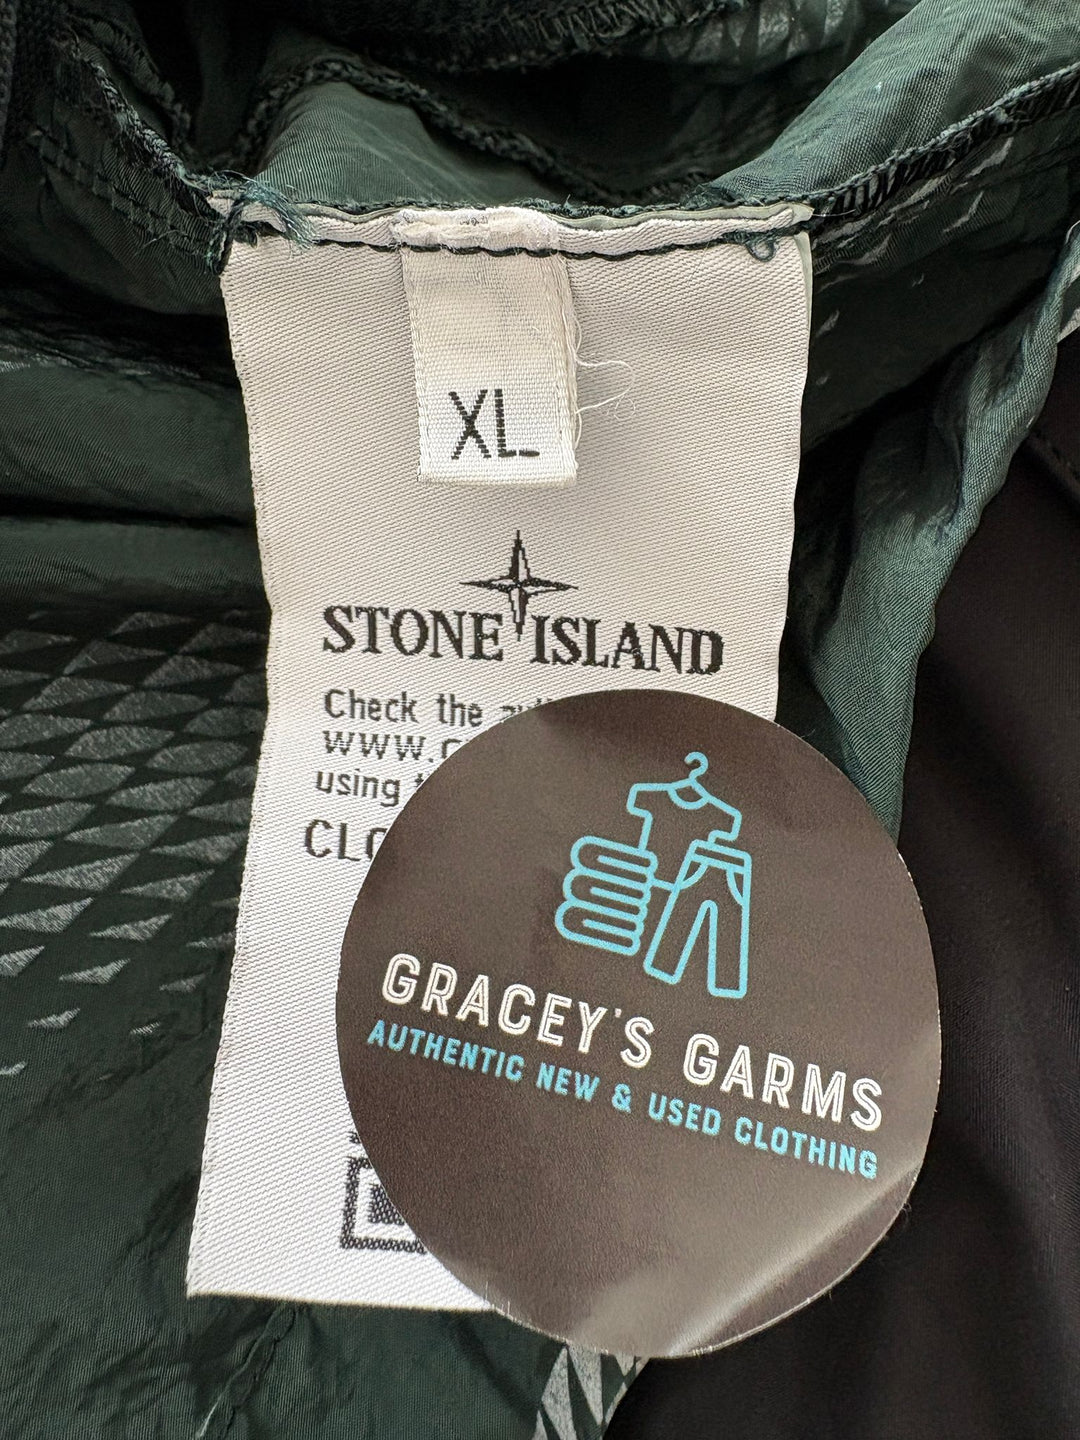 XL
STONE ISLAND
Check the
www.
using
GRACEY'S GARMS
AUTHENTIC NEW & USED CLOTHING